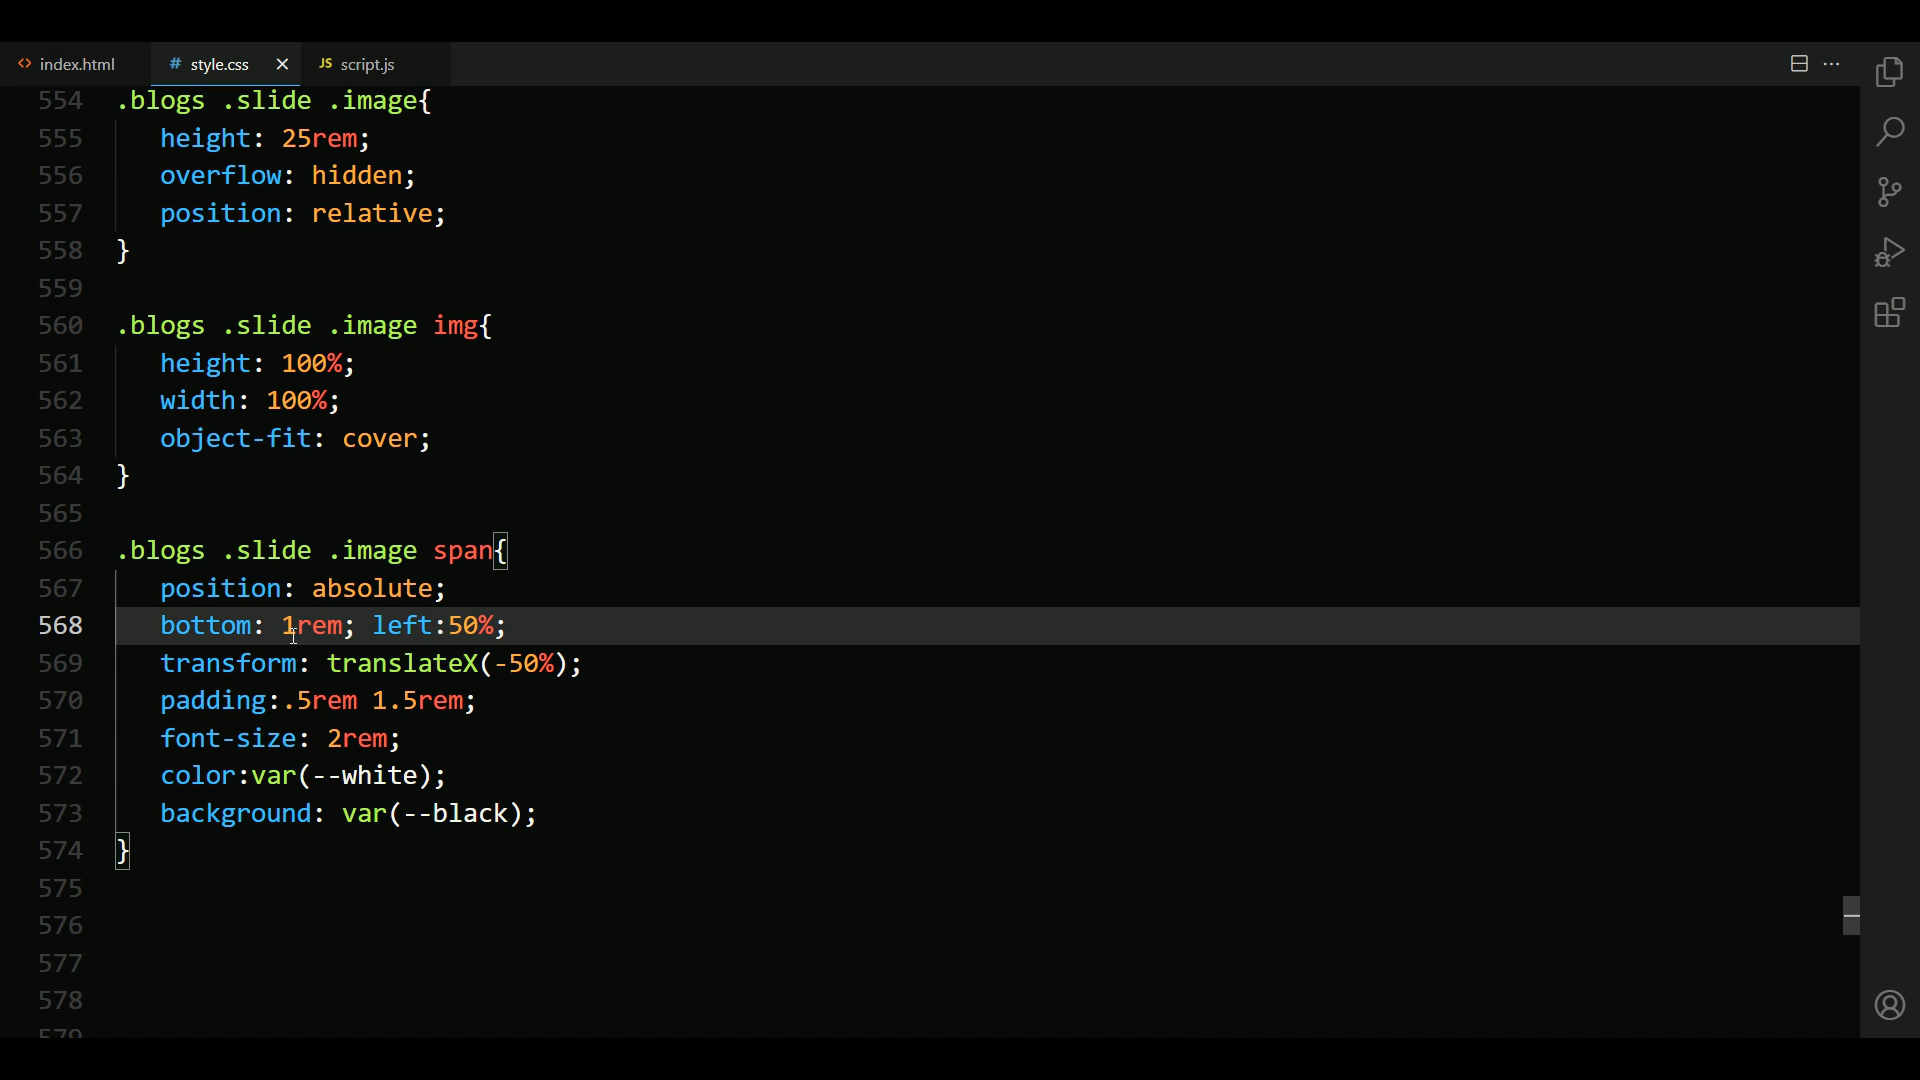 index.html
# style.css
JS script.js
554 .blogs .slide .image{
555 height: 25rem;
556 overflow: hidden;
557 position: relative;
558 }
559
560 .blogs .slide .image img{
561 height: 100%;
562 width: 100%;
563 object-fit: cover;
564 }
565
566 .blogs .slide .image span{
567 position: absolute;
568 bottom: 1rem; left:50%;
569 transform: translateX(-50%);
570 padding:.5rem 1.5rem;
571 font-size: 2rem;
572 color:var(--white);
573 background: var(--black);
574 }
575
576
577
578
579